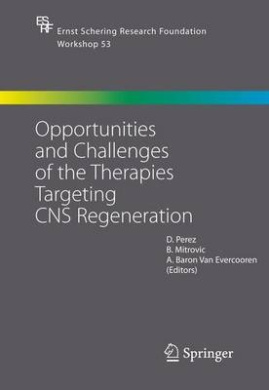 ESRF Ernst Schering Research Foundation
Workshop 53
Opportunities
and Challenges
of the Therapies
Targeting
CNS Regeneration
D. Perez
B. Mitrovic
A. Baron Van Evercooren
(Editors)
Springer